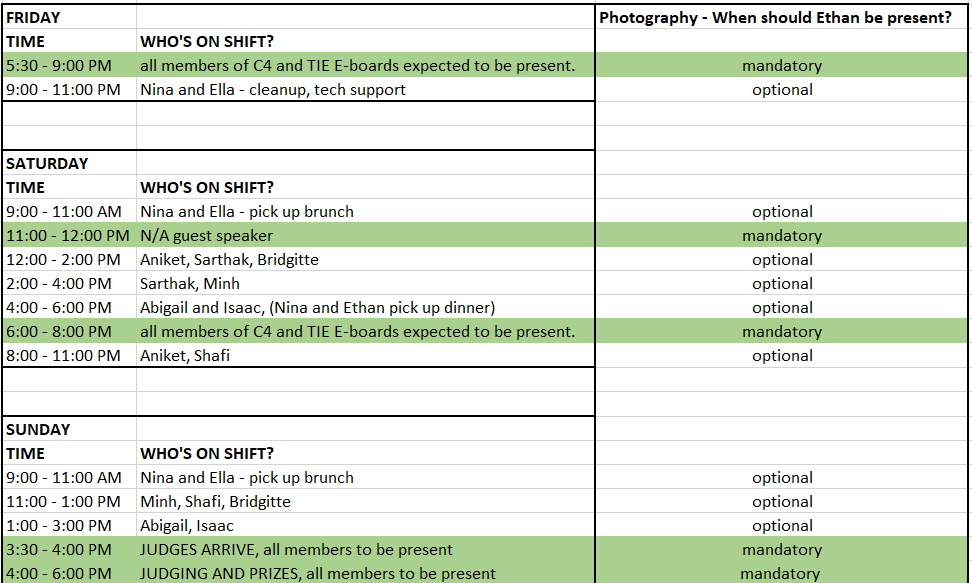 FRIDAY Photography - When should Ethan be present?
TIME WHO'S ON SHIFT?
5:30 - 9:00 PM all members of C4 and TIE E-boards expected to be present. mandatory
9:00 - 11:00 PM Nina and Ella - cleanup, tech support optional
SATURDAY
TIME WHO'S ON SHIFT?
9:00 - 11:00 AM Nina and Ella - pick up brunch optional
11:00 - 12:00 PM N/A guest speaker mandatory
12:00 - 2:00 PM Aniket, Sarthak, Bridgitte optional
2:00 - 4:00 PM Sarthak, Minh optional
4:00 - 6:00 PM Abigail and Isaac, (Nina and Ethan pick up dinner) optional
6:00 - 8:00 PM all members of C4 and TIE E-boards expected to be present. mandatory
8:00 - 11:00 PM Aniket, Shafi optional
SUNDAY
TIME WHO'S ON SHIFT?
9:00 - 11:00 AM Nina and Ella - pick up brunch optional
11:00 - 1:00 PM Minh, Shafi, Bridgitte optional
1:00 - 3:00 PM Abigail, Isaac optional
3:30 - 4:00 PM JUDGES ARRIVE, all members to be present mandatory
4:00 - 6:00 PM JUDGING AND PRIZES, all members to be present mandatory